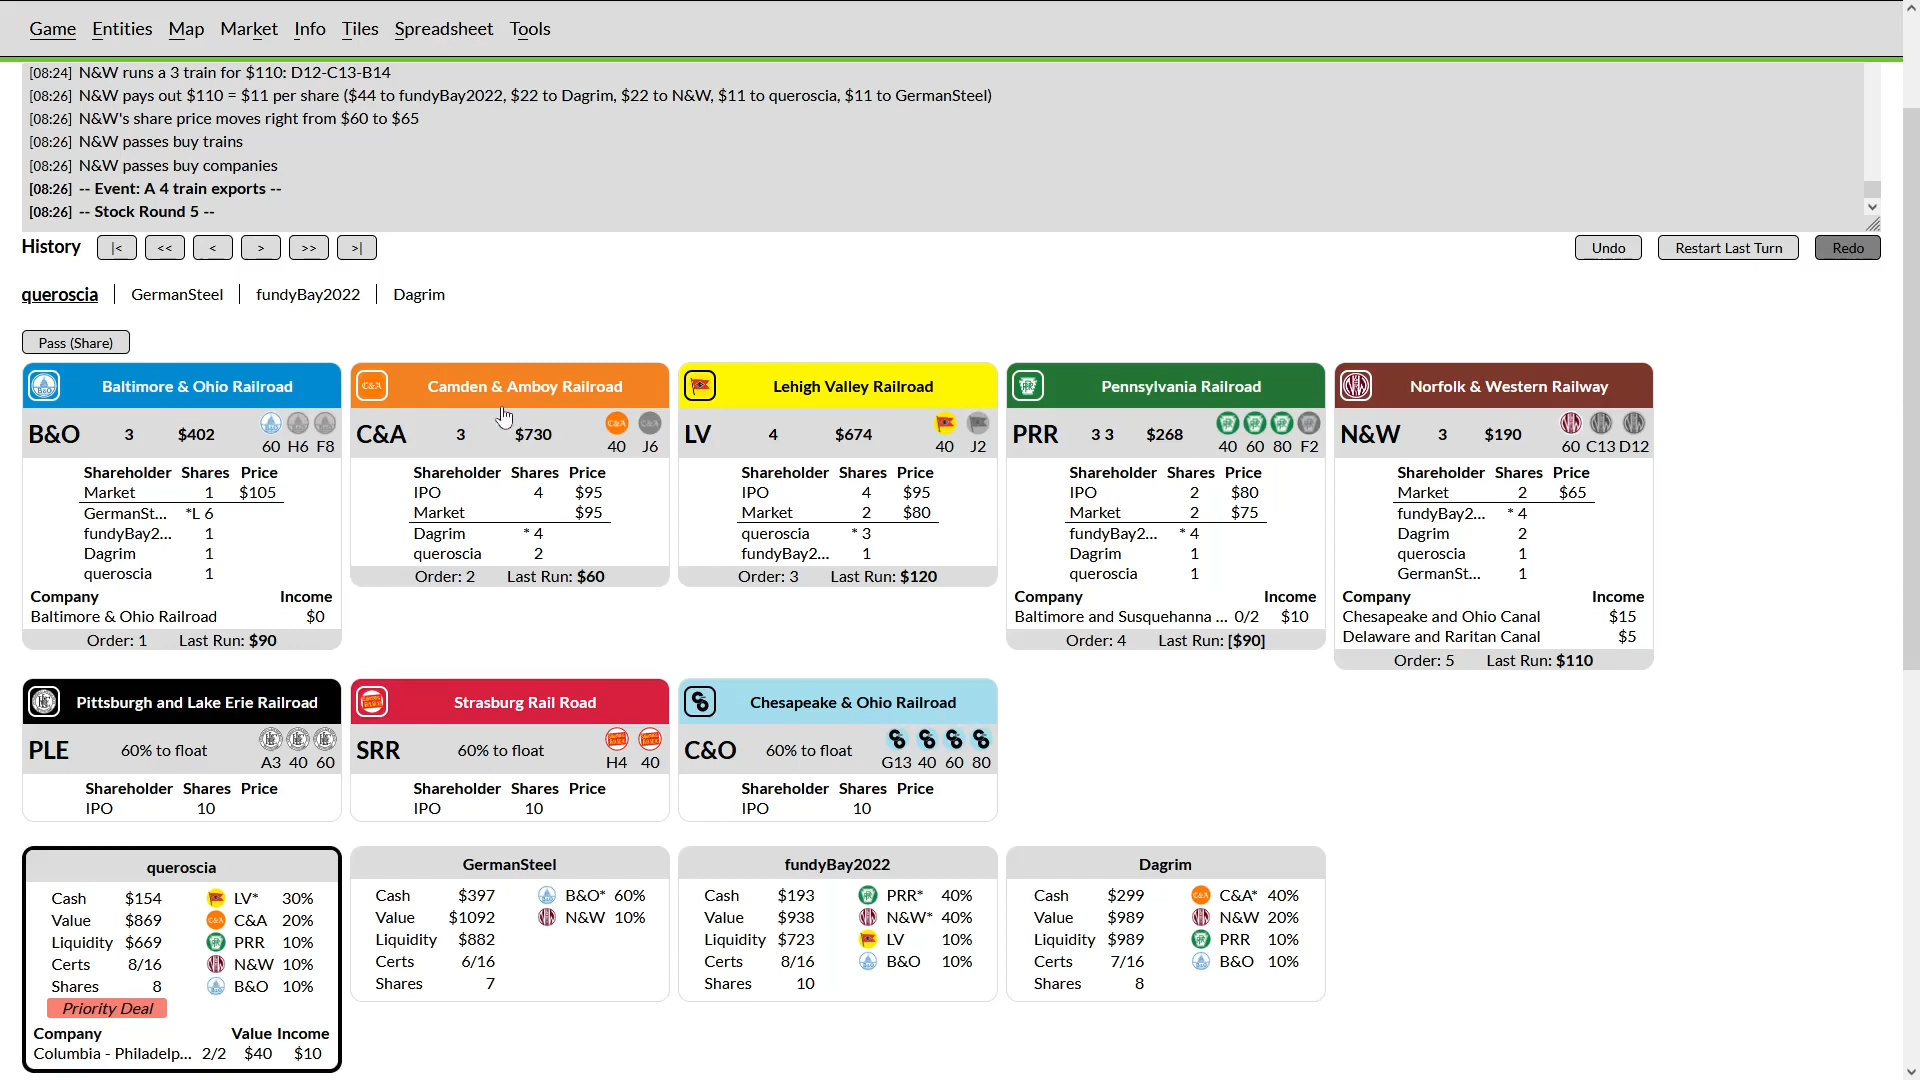 Game Entities Map Market Info Tiles Spreadsheet Tools
[08:24] N&W runs a 3 train for $110: D12-C13-B14
[08:26] N&W pays out $110 = $11 per share ($44 to fundyBay2022, $22 to Dagrim, $22 to N&W, $11 to queroscia, $11 to GermanSteel)
[08:26] N&W's share price moves right from $60 to $65
[08:26] N&W passes buy trains
[08:26] N&W passes buy companies
[08:26] -- Event: A 4 train exports --
[08:26] -- Stock Round 5 --
History |< << < > >> >| Undo Restart Last Turn Redo
queroscia GermanSteel fundyBay2022 Dagrim
Pass (Share)
Baltimore & Ohio Railroad
B&O 3 $402 60 H6 F8
Shareholder Shares Price
Market 1 $105
GermanSt... *L 6
fundyBay2... 1
Dagrim 1
queroscia 1
Company Income
Baltimore & Ohio Railroad $0
Order: 1 Last Run: $90
C&A Camden & Amboy Railroad
C&A 3 $730 C&A C&A 40 J6
Shareholder Shares Price
IPO 4 $95
Market $95
Dagrim * 4
queroscia 2
Order: 2 Last Run: $60
Lehigh Valley Railroad
LV 4 $674 40 J2
Shareholder Shares Price
IPO 4 $95
Market 2 $80
queroscia * 3
fundyBay2... 1
Order: 3 Last Run: $120
Pennsylvania Railroad
PRR 3 3 $268 40 60 80 F2
Shareholder Shares Price
IPO 2 $80
Market 2 $75
fundyBay2... * 4
Dagrim 1
queroscia 1
Company Income
Baltimore and Susquehanna ... 0/2 $10
Order: 4 Last Run: [$90]
Norfolk & Western Railway
N&W 3 $190 60 C13 D12
Shareholder Shares Price
Market 2 $65
fundyBay2... * 4
Dagrim 2
queroscia 1
GermanSt... 1
Company Income
Chesapeake and Ohio Canal $15
Delaware and Raritan Canal $5
Order: 5 Last Run: $110
Pittsburgh and Lake Erie Railroad
PLE 60% to float A3 40 60
Shareholder Shares Price
IPO 10
Strasburg Rail Road
SRR 60% to float H4 40
Shareholder Shares Price
IPO 10
Chesapeake & Ohio Railroad
C&O 60% to float G13 40 60 80
Shareholder Shares Price
IPO 10
queroscia
Cash $154 LV* 30%
Value $869 C&A 20%
Liquidity $669 PRR 10%
Certs 8/16 N&W 10%
Shares 8 B&O 10%
Priority Deal
Company Value Income
Columbia - Philadelp... 2/2 $40 $10
GermanSteel
Cash $397 B&O* 60%
Value $1092 N&W 10%
Liquidity $882
Certs 6/16
Shares 7
fundyBay2022
Cash $193 PRR* 40%
Value $938 N&W* 40%
Liquidity $723 LV 10%
Certs 8/16 B&O 10%
Shares 10
Dagrim
Cash $299 C&A* 40%
Value $989 N&W 20%
Liquidity $989 PRR 10%
Certs 7/16 B&O 10%
Shares 8